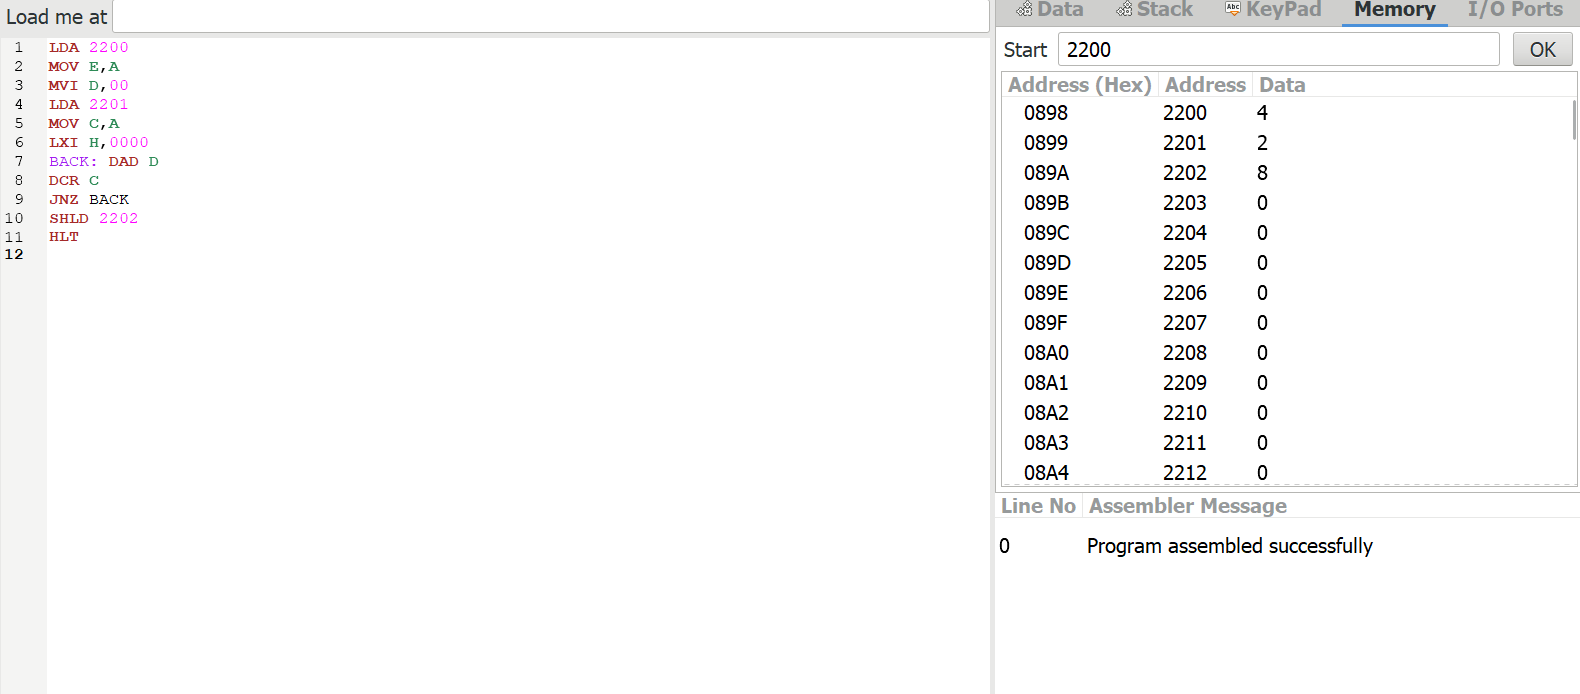 Load me at
1 LDA 2200
2 MOV E,A
3 MVI D,00
4 LDA 2201
5 MOV C,A
6 LXI H,0000
7 BACK: DAD D
8 DCR C
9 JNZ BACK
10 SHLD 2202
11 HLT
12
Data Stack Abc KeyPad Memory I/O Ports
Start 2200 OK
Address (Hex) Address Data
0898 2200 4
0899 2201 2
089A 2202 8
089B 2203 0
089C 2204 0
089D 2205 0
089E 2206 0
089F 2207 0
08A0 2208 0
08A1 2209 0
08A2 2210 0
08A3 2211 0
08A4 2212 0
Line No Assembler Message
0 Program assembled successfully